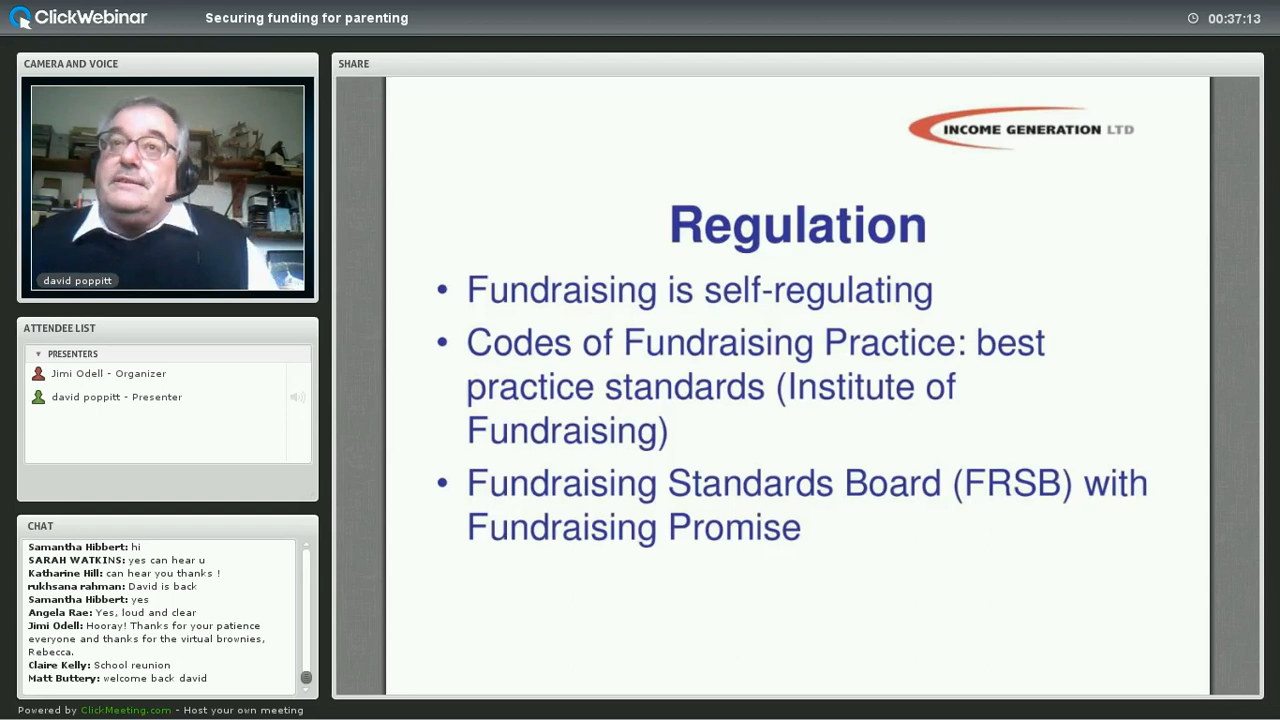 ClickWebinar
Securing funding for parenting
00:37:13
CAMERA AND VOICE
david poppitt
ATTENDEE LIST
PRESENTERS
Jimi Odell - Organizer
david poppitt - Presenter
CHAT
Samantha Hibbert: hi
SARAH WATKINS: yes can hear u
Katharine Hill: can hear you thanks !
rukhsana rahman: David is back
Samantha Hibbert: yes
Angela Rae: Yes, loud and clear
Jimi Odell: Hooray! Thanks for your patience
everyone and thanks for the virtual brownies,
Rebecca.
Claire Kelly: School reunion
Matt Buttery: welcome back david
SHARE
INCOME GENERATION LTD
Regulation
• Fundraising is self-regulating
• Codes of Fundraising Practice: best
practice standards (Institute of
Fundraising)
• Fundraising Standards Board (FRSB) with
Fundraising Promise
Powered by ClickMeeting.com - Host your own meeting